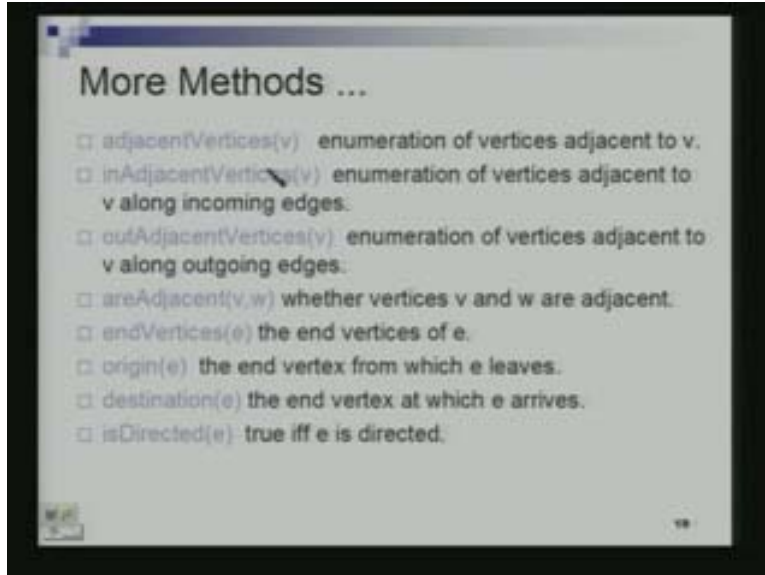 More Methods ...
adjacentVertices(v) enumeration of vertices adjacent to v.
inAdjacentVertices(v) enumeration of vertices adjacent to
v along incoming edges.
outAdjacentVertices(v) enumeration of vertices adjacent to
v along outgoing edges.
areAdjacent(v,w) whether vertices v and w are adjacent.
endVertices(e) the end vertices of e.
origin(e) the end vertex from which e leaves.
destination(e) the end vertex at which e arrives.
isDirected(e) true iff e is directed.